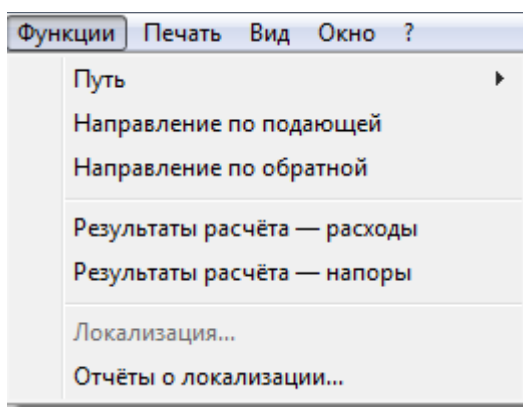 Функции Печать Вид Окно ?
Путь
Направление по подающей
Направление по обратной
Результаты расчёта — расходы
Результаты расчёта — напоры
Локализация...
Отчёты о локализации...